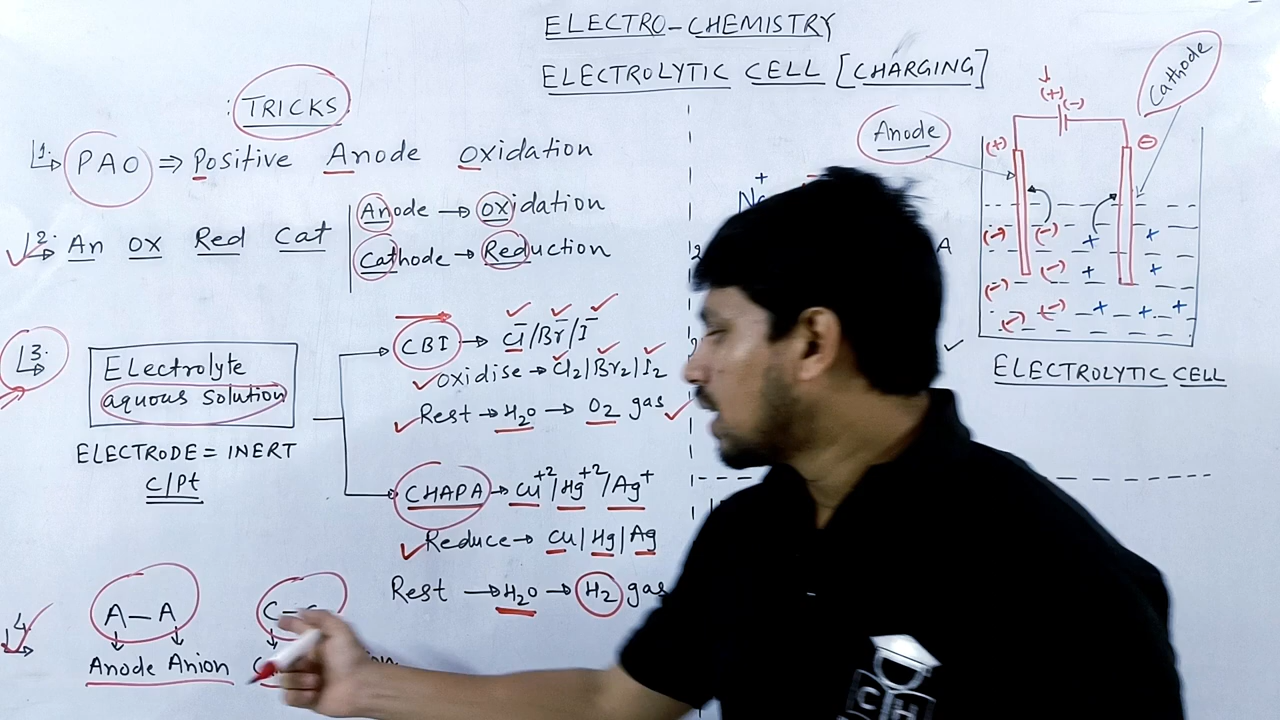 ELECTRO-CHEMISTRY
ELECTROLYTIC CELL [CHARGING]
TRICKS
1. PAO ⇒ Positive Anode Oxidation
2. An ox Red Cat
Anode → oxidation
Cathode → Reduction
3.
Electrolyte
aquous solution
ELECTRODE = INERT
C/Pt
CBI → Cl⁻/Br⁻/I⁻
oxidise → Cl2/Br2/I2
Rest → H2O → O2 gas
CHAPA → Cu+2/Hg+2/Ag+
Reduce → Cu/Hg/Ag
Rest → H2O → H2 gas
4. A-A
Anode Anion
Anode
Cathode
(+) (-)
(+)
⊖
(-) (-) + +
(-) (-) + +
(-) (-) (-) + + +
ELECTROLYTIC CELL
A
C H